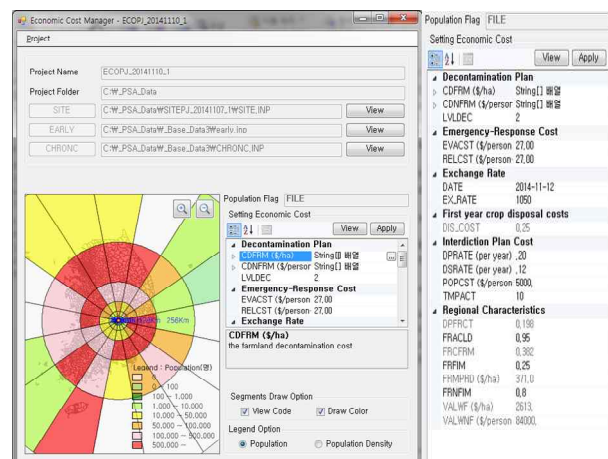 Economic Cost Manager - ECOPJ_20141110_1
Project
Project Name ECOPJ_20141110_1
Project Folder C:₩_PSA_Data
SITE C:₩_PSA_Data₩SITEPJ_20141107_1₩SITE.INP View
EARLY C:₩_PSA_Data₩_Base_Data3₩early.inp View
CHRONC C:₩_PSA_Data₩_Base_Data3₩CHRONC.INP View
256Km
Legend : Population(명)
0
0 ~ 100
100 ~ 1,000
1,000 ~ 10,000
10,000 ~ 50,000
50,000 ~ 100,000
100,000 ~ 500,000
500,000 ~
Population Flag FILE
Setting Economic Cost
View Apply
Decontamination Plan
CDFRM ($/ha) String[] 배열 ...
CDNFRM ($/persor String[] 배열
LVLDEC 2
Emergency-Response Cost
EVACST ($/person- 27,00
RELCST ($/person- 27,00
Exchange Rate
CDFRM ($/ha)
the farmland decontamination cost
Segments Draw Option
View Code Draw Color
Legend Option
Population Population Density
Population Flag FILE
Setting Economic Cost
View Apply
Decontamination Plan
CDFRM ($/ha) String[] 배열
CDNFRM ($/persor String[] 배열
LVLDEC 2
Emergency-Response Cost
EVACST ($/person- 27,00
RELCST ($/person- 27,00
Exchange Rate
DATE 2014-11-12
EX_RATE 1050
First year crop disposal costs
DIS_COST 0,25
Interdiction Plan Cost
DPRATE (per year) ,20
DSRATE (per year) ,12
POPCST ($/person 5000,
TMPACT 10
Regional Characteristics
DPFRCT 0,198
FRACLD 0,95
FRCFRM 0,382
FRFIM 0,25
FRMPRD ($/ha) 371,0
FRNFIM 0,8
VALWF ($/ha) 2613,
VALWNF ($/person 84000,